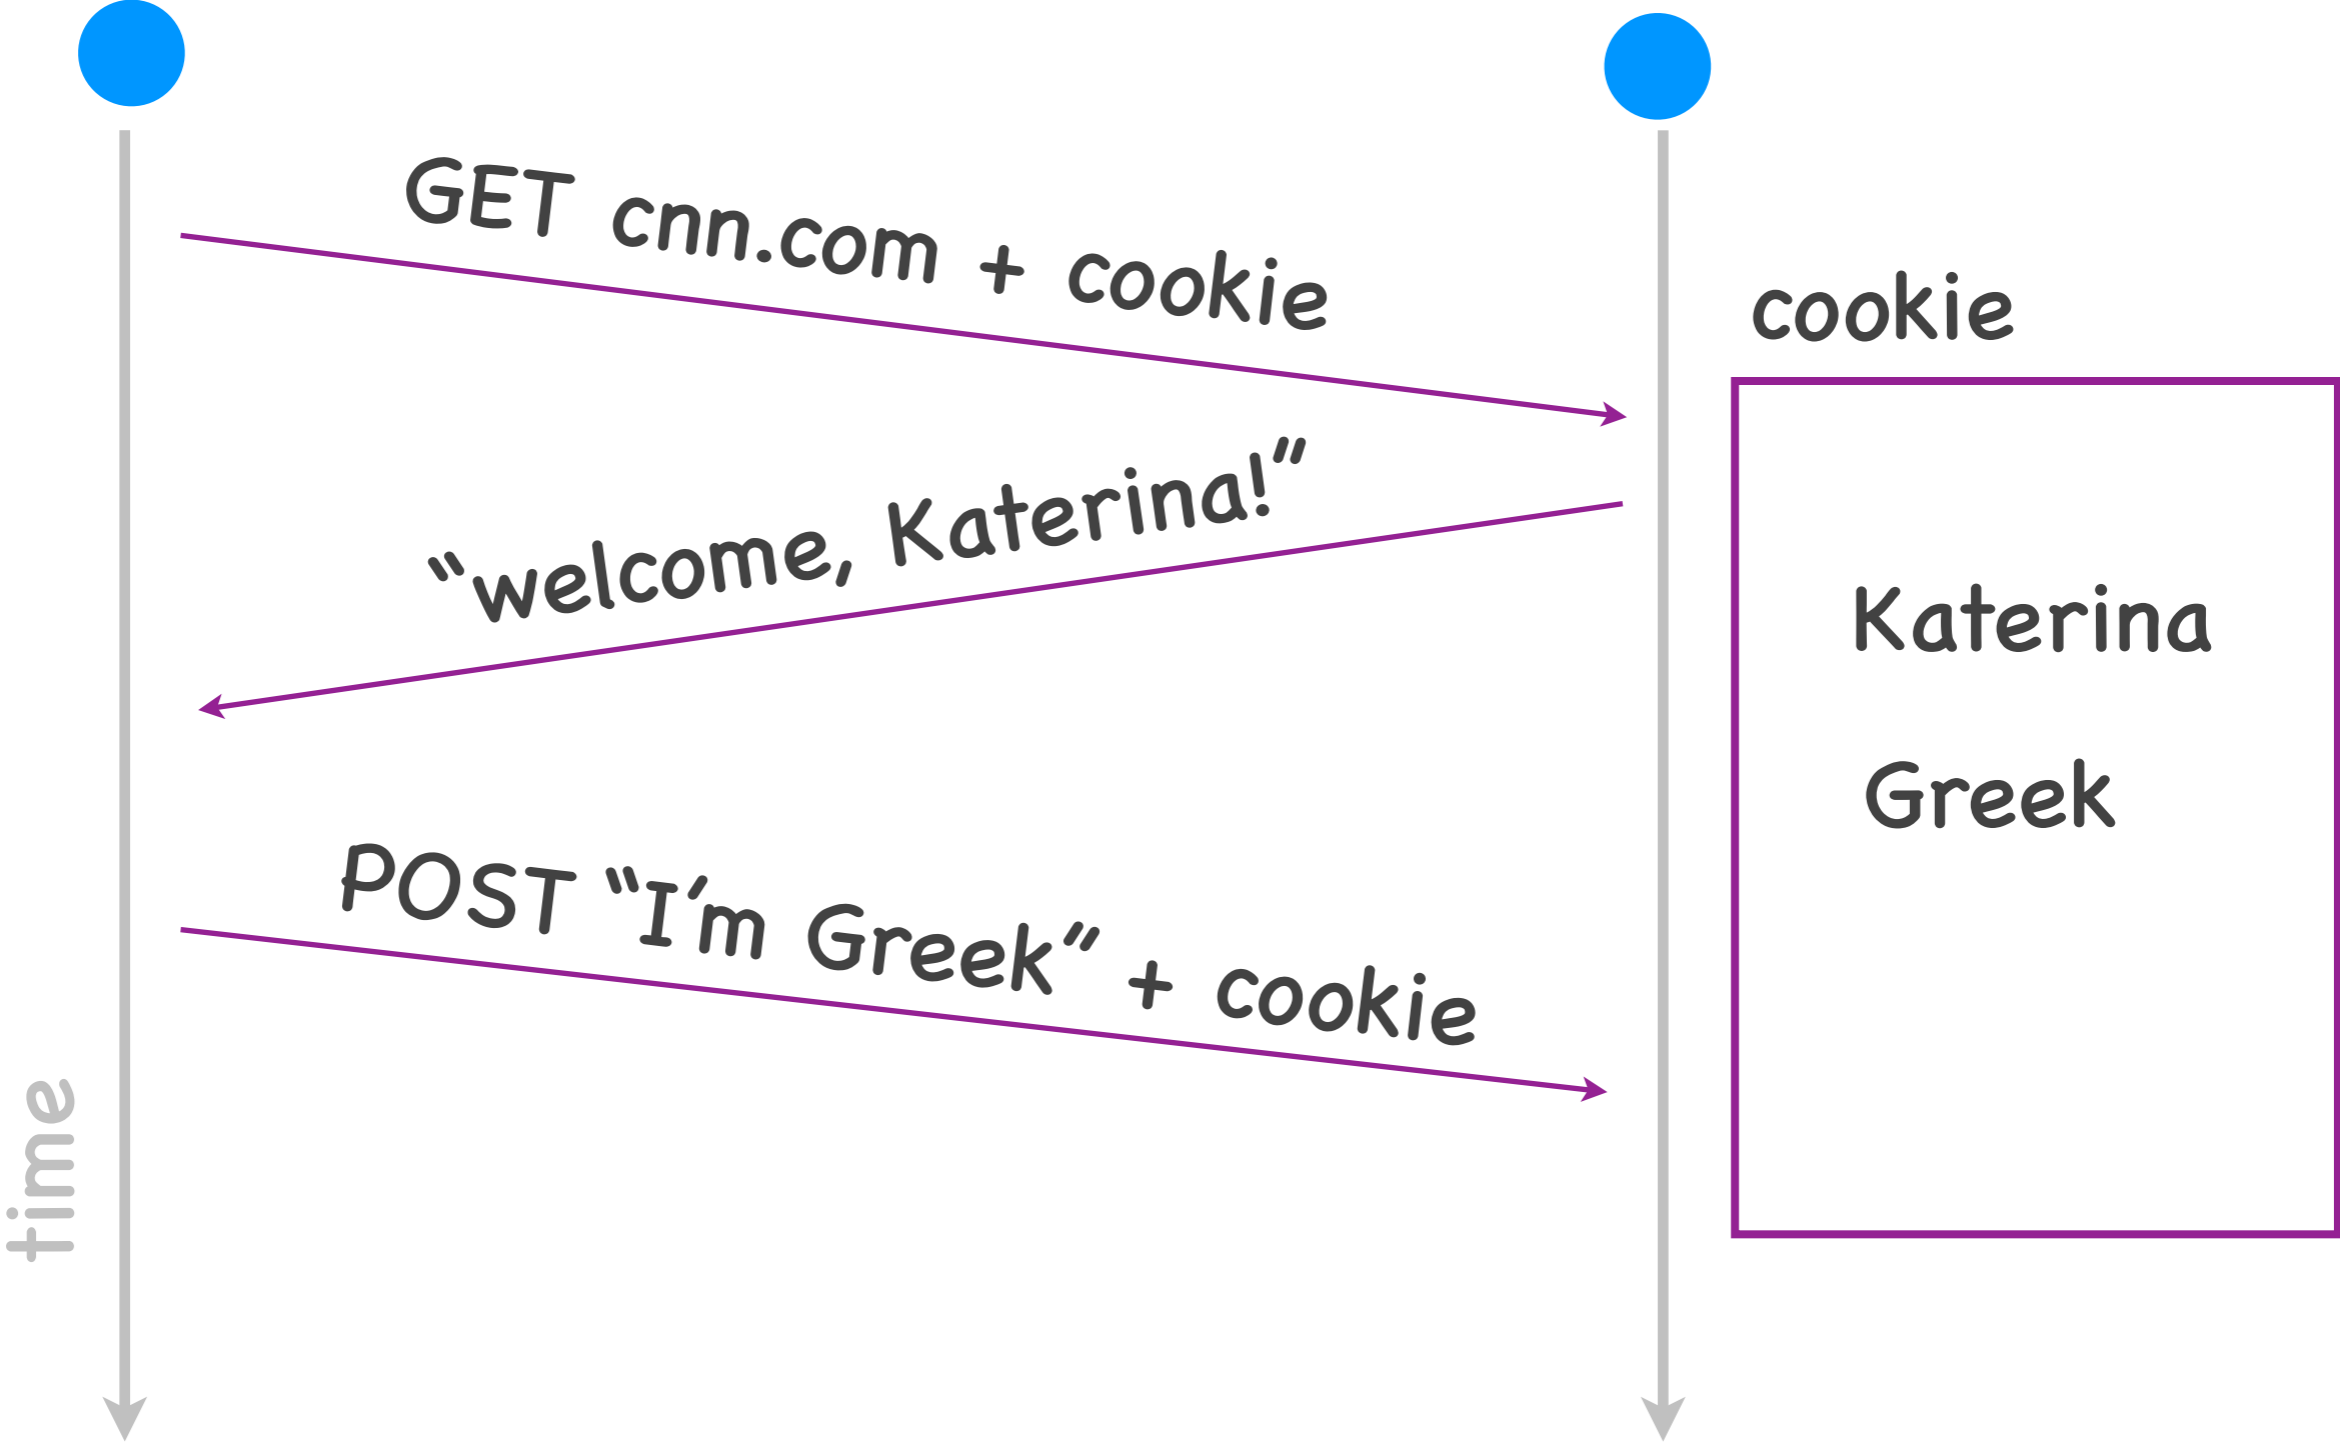 GET cnn.com + cookie
cookie
“welcome, Katerina!”
Katerina
Greek
POST “I’m Greek” + cookie
time